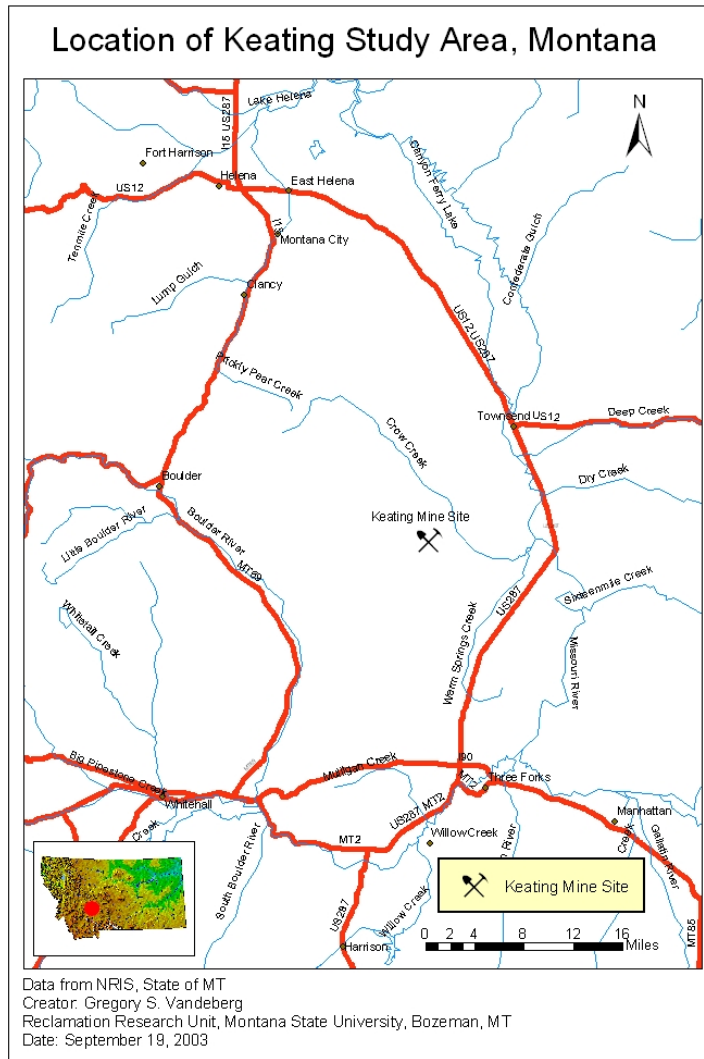 Location of Keating Study Area, Montana
N
Lake Helena
I15 US287
Fort Harrison
Canyon Ferry Lake
US12
Helena
East Helena
Tenmile Creek
I15
Montana City
Confederate Gulch
Lump Gulch
Clancy
US12,US287
Prickly Pear Creek
Townsend
US12
Deep Creek
Crow Creek
Boulder
Dry Creek
Keating Mine Site
Little Boulder River
Boulder River
MT69
Sixteenmile Creek
US287
Whitetail Creek
Warm Springs Creek
Missouri River
Big Pipestone Creek
Mulligan Creek
I90
MT2
Three Forks
Whitehall
US287 MT2
Manhattan
Creek
MT2
Willow Creek
River
Creek
Gallatin River
South Boulder River
Keating Mine Site
US287
Willow Creek
MT85
Harrison
0 2 4 8 12 16
Miles
Data from NRIS, State of MT
Creator: Gregory S. Vandeberg
Reclamation Research Unit, Montana State University, Bozeman, MT
Date: September 19, 2003